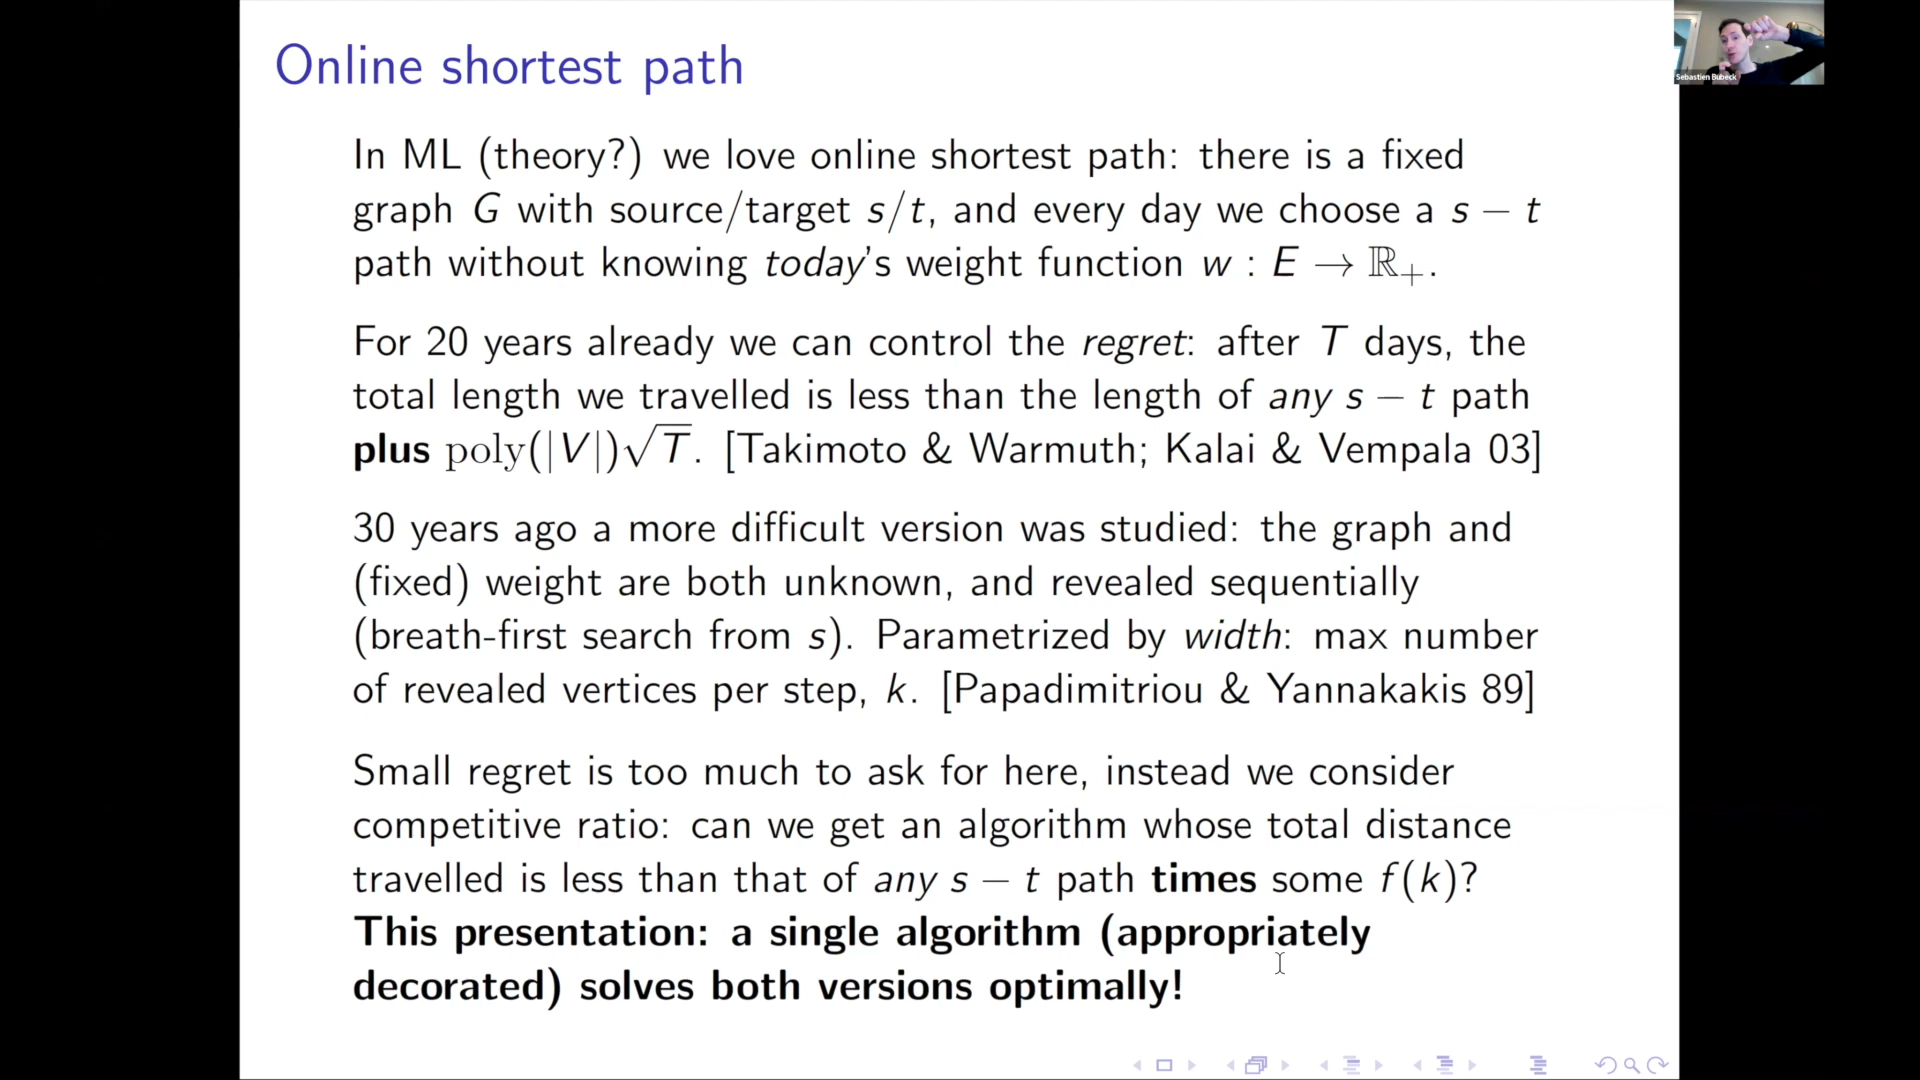 Online shortest path
Sebastien Bubeck
In ML (theory?) we love online shortest path: there is a fixed
graph G with source/target s/t, and every day we choose a s − t
path without knowing today's weight function w : E → ℝ₊.
For 20 years already we can control the regret: after T days, the
total length we travelled is less than the length of any s − t path
plus poly(|V|)√T. [Takimoto & Warmuth; Kalai & Vempala 03]
30 years ago a more difficult version was studied: the graph and
(fixed) weight are both unknown, and revealed sequentially
(breath-first search from s). Parametrized by width: max number
of revealed vertices per step, k. [Papadimitriou & Yannakakis 89]
Small regret is too much to ask for here, instead we consider
competitive ratio: can we get an algorithm whose total distance
travelled is less than that of any s − t path times some f(k)?
This presentation: a single algorithm (appropriately
decorated) solves both versions optimally!